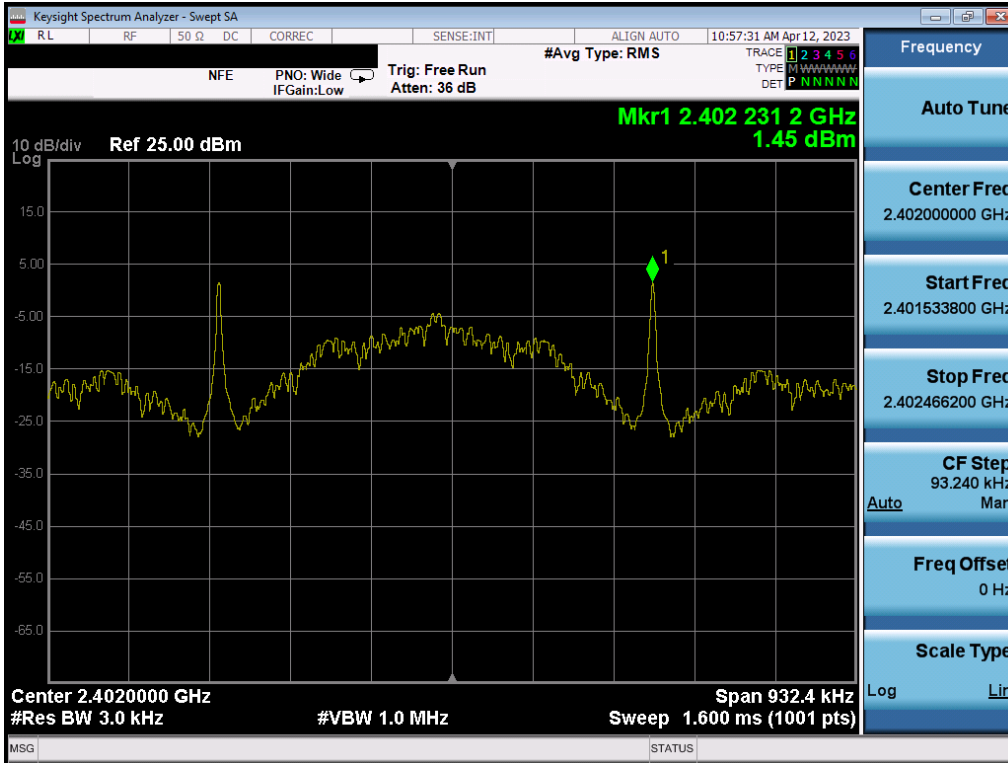 Keysight Spectrum Analyzer - Swept SA
LXI RL RF 50 Ω DC CORREC SENSE:INT ALIGN AUTO 10:57:31 AM Apr 12, 2023
NFE PNO: Wide IFGain:Low Trig: Free Run Atten: 36 dB #Avg Type: RMS
TRACE 1 2 3 4 5 6
TYPE M WWWWW
DET P N N N N N
Mkr1 2.402 231 2 GHz
1.45 dBm
10 dB/div Ref 25.00 dBm
Log
15.0
5.00
-5.00
-15.0
-25.0
-35.0
-45.0
-55.0
-65.0
1
Center 2.4020000 GHz Span 932.4 kHz
#Res BW 3.0 kHz #VBW 1.0 MHz Sweep 1.600 ms (1001 pts)
MSG STATUS
Frequency
Auto Tune
Center Freq
2.402000000 GHz
Start Freq
2.401533800 GHz
Stop Freq
2.402466200 GHz
CF Step
93.240 kHz
Auto Man
Freq Offset
0 Hz
Scale Type
Log Lin